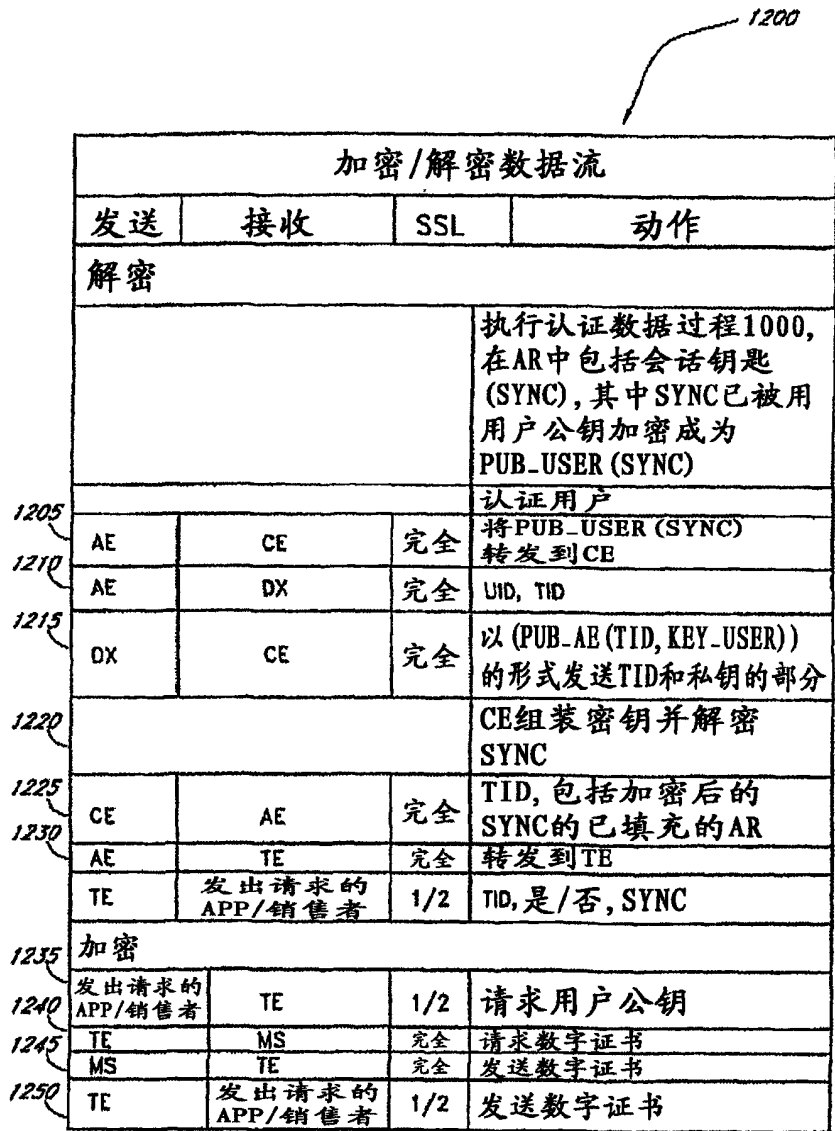 1200
加密/解密数据流
发送 接收 SSL 动作
解密
执行认证数据过程1000,
在AR中包括会话钥匙
(SYNC),其中SYNC已被用
用户公钥加密成为
PUB_USER(SYNC)
认证用户
1205
AE CE 完全 将PUB_USER(SYNC)
转发到CE
1210
AE DX 完全 UID, TID
1215
DX CE 完全 以(PUB_AE(TID,KEY_USER))
的形式发送TID和私钥的部分
1220
CE组装密钥并解密
SYNC
1225
CE AE 完全 TID,包括加密后的
SYNC的已填充的AR
1230
AE TE 完全 转发到TE
TE 发出请求的
APP/销售者 1/2 TID,是/否,SYNC
加密
1235
发出请求的
APP/销售者 TE 1/2 请求用户公钥
1240
TE MS 完全 请求数字证书
1245
MS TE 完全 发送数字证书
1250
TE 发出请求的
APP/销售者 1/2 发送数字证书